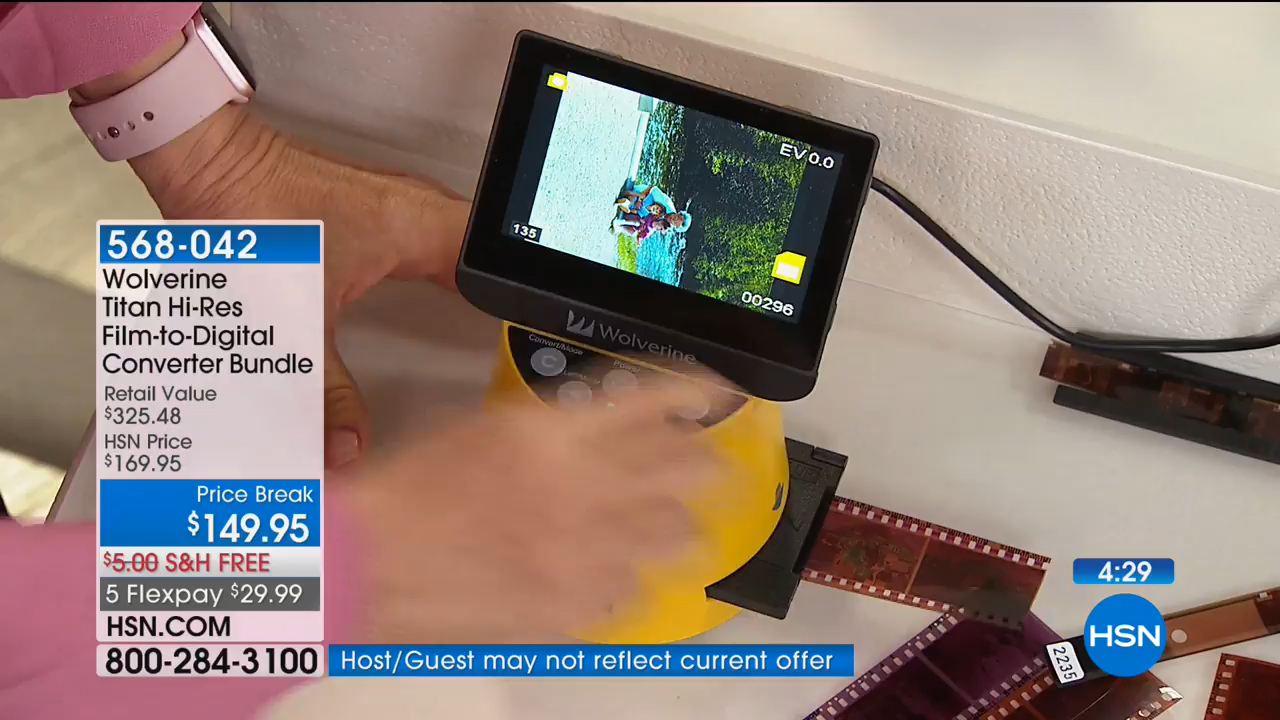 568-042
Wolverine
Titan Hi-Res
Film-to-Digital
Converter Bundle
Retail Value
$325.48
HSN Price
$169.95
Price Break
$149.95
$5.00 S&H FREE
5 Flexpay $29.99
HSN.COM
800-284-3100
Host/Guest may not reflect current offer
4:29
HSN
EV 0.0
135
00296
Wolverine
Convert/Mode
C
Power
2235